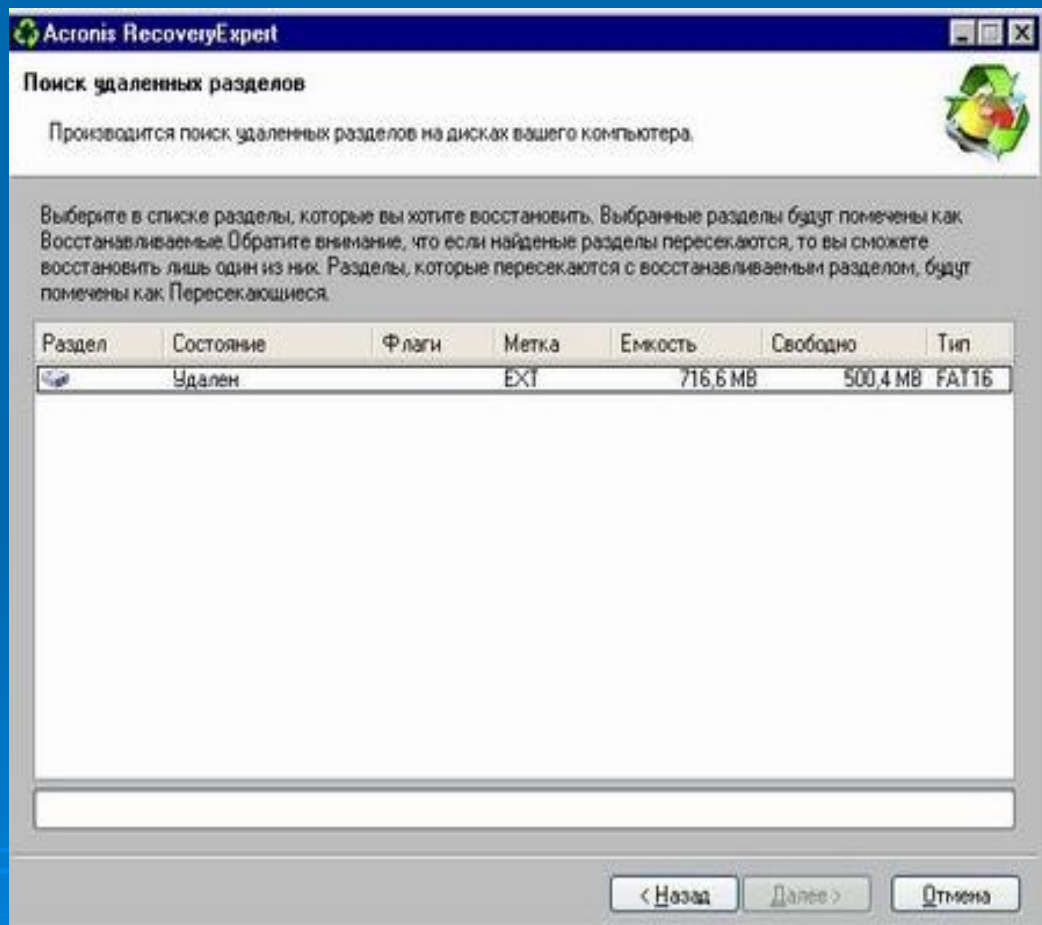 Acronis RecoveryExpert
Поиск удаленных разделов
Производится поиск удаленных разделов на дисках вашего компьютера.
Выберите в списке разделы, которые вы хотите восстановить. Выбранные разделы будут помечены как
Восстанавливаемые.Обратите внимание, что если найденые разделы пересекаются, то вы сможете
восстановить лишь один из них. Разделы, которые пересекаются с восстанавливаемым разделом, будут
помечены как Пересекающиеся.
Раздел Состояние Флаги Метка Емкость Свободно Тип
Удален EXT 716,6 MB 500,4 MB FAT16
< Назад Далее > Отмена